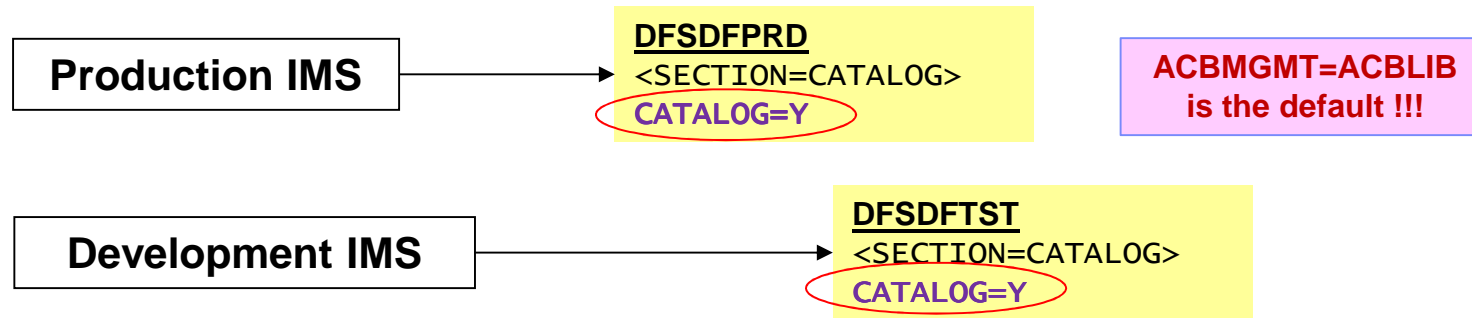 Production IMS
DFSDFPRD
<SECTION=CATALOG>
CATALOG=Y
ACBMGMT=ACBLIB
is the default !!!
Development IMS
DFSDFTST
<SECTION=CATALOG>
CATALOG=Y